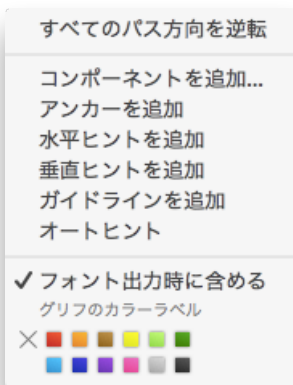 すべてのパス方向を逆転
コンポーネントを追加...
アンカーを追加
水平ヒントを追加
垂直ヒントを追加
ガイドラインを追加
オートヒント
✓ フォント出力時に含める
グリフのカラーラベル